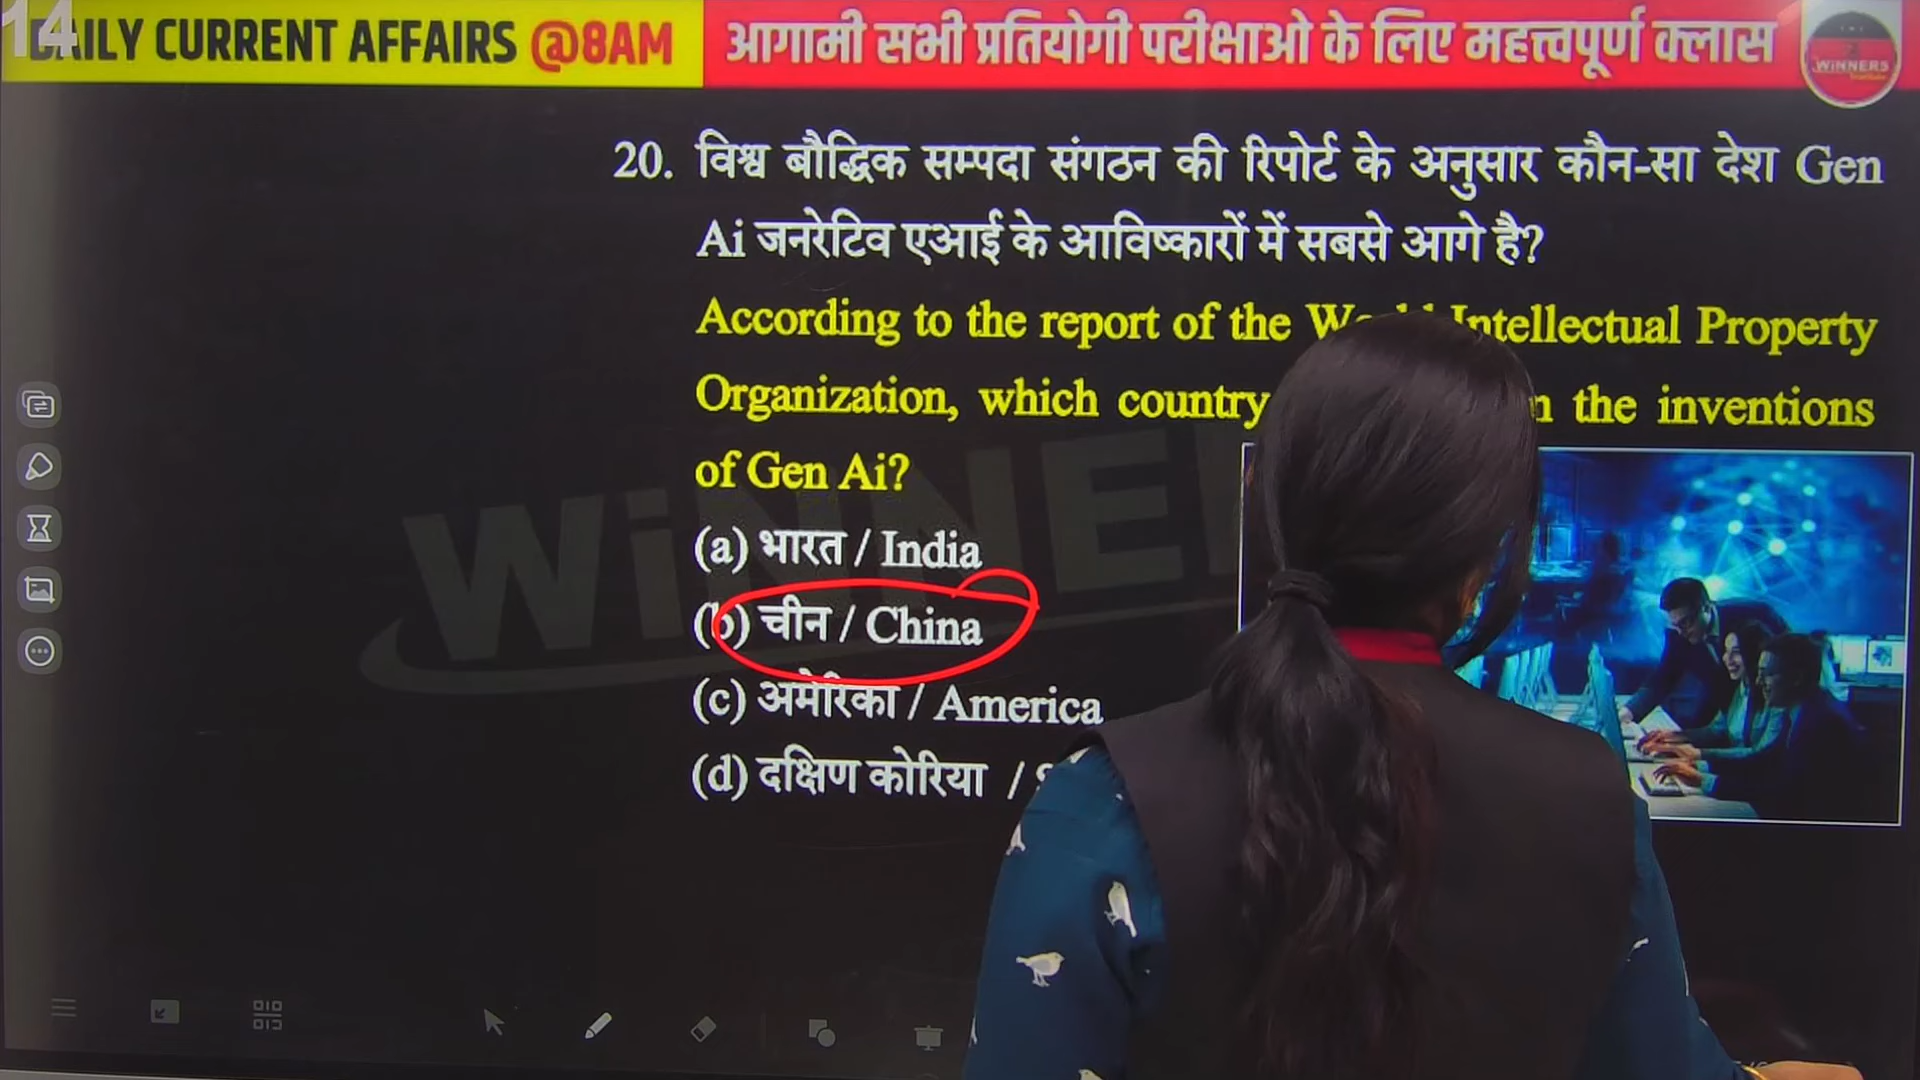 14
DAILY CURRENT AFFAIRS @8AM
आगामी सभी प्रतियोगी परीक्षाओ के लिए महत्त्वपूर्ण क्लास
WiNNERS
20. विश्व बौद्धिक सम्पदा संगठन की रिपोर्ट के अनुसार कौन-सा देश Gen
Ai जनरेटिव एआई के आविष्कारों में सबसे आगे है?
According to the report of the Intellectual Property
Organization, which country the inventions
of Gen Ai?
(a) भारत / India
(b) चीन / China
(c) अमेरिका / America
(d) दक्षिण कोरिया /
WiNNE